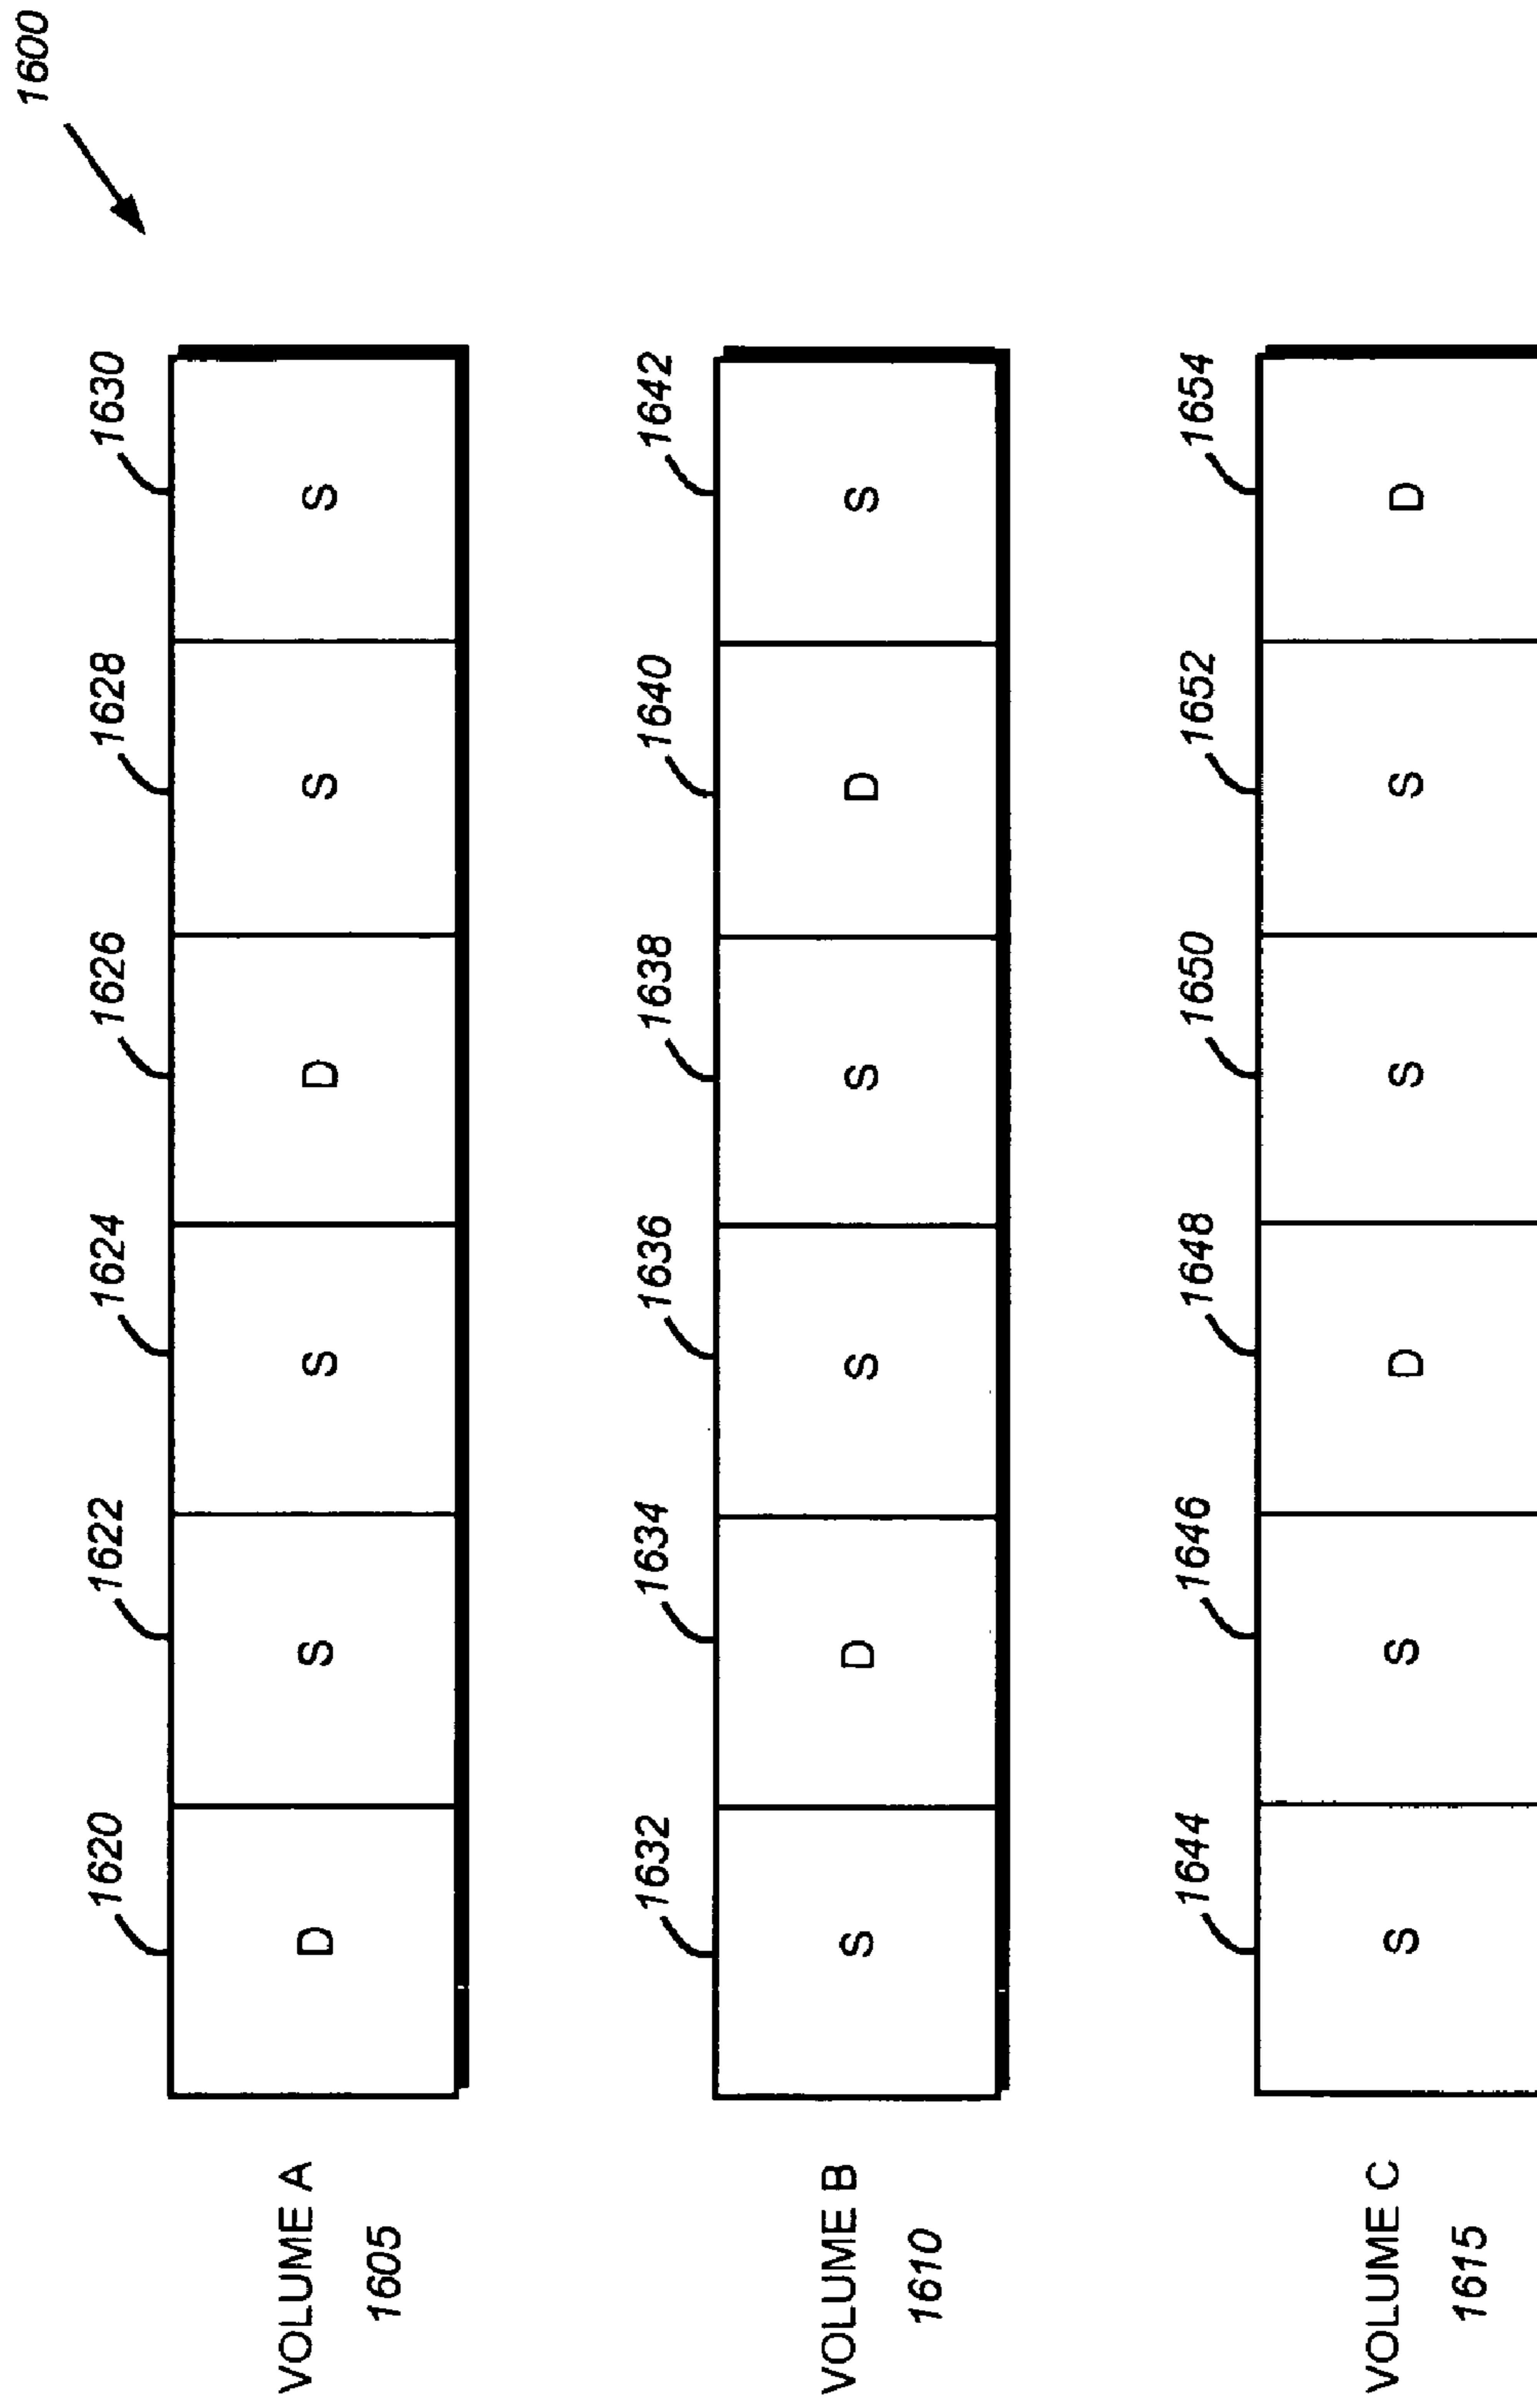 1600
1620 1622 1624 1626 1628 1630
VOLUME A D S S D S S
1605
1632 1634 1636 1638 1640 1642
VOLUME B S D S S D S
1610
1644 1646 1648 1650 1652 1654
VOLUME C S S D S S D
1615